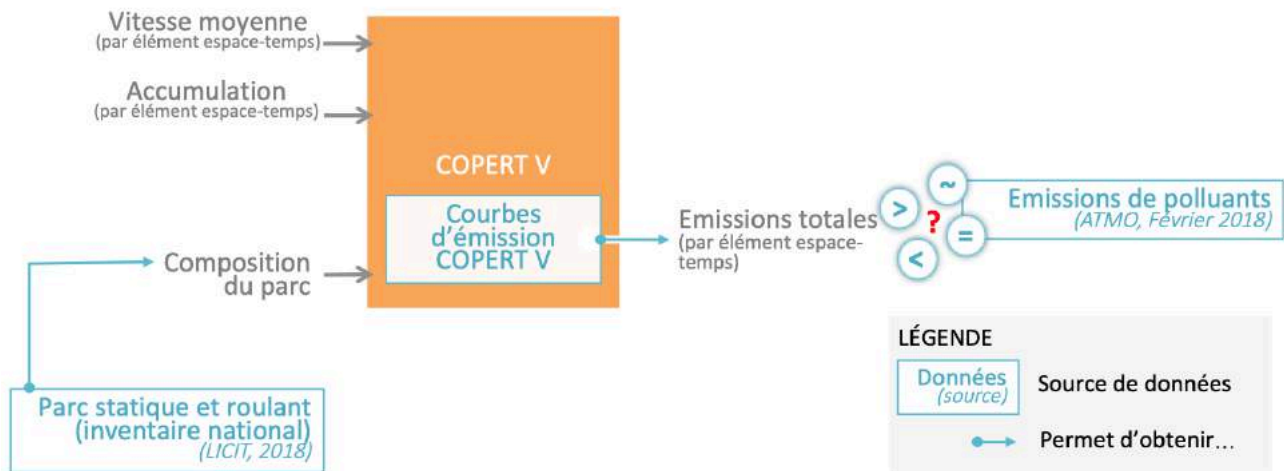 Vitesse moyenne
(par élément espace-temps)
Accumulation
(par élément espace-temps)
Composition
du parc
Parc statique et roulant
(inventaire national)
(LICIT, 2018)
COPERT V
Courbes
d'émission
COPERT V
Emissions totales
(par élément espace-
temps)
~
>
?
=
<
Emissions de polluants
(ATMO, Février 2018)
LÉGENDE
Données
(source)
Source de données
Permet d'obtenir…